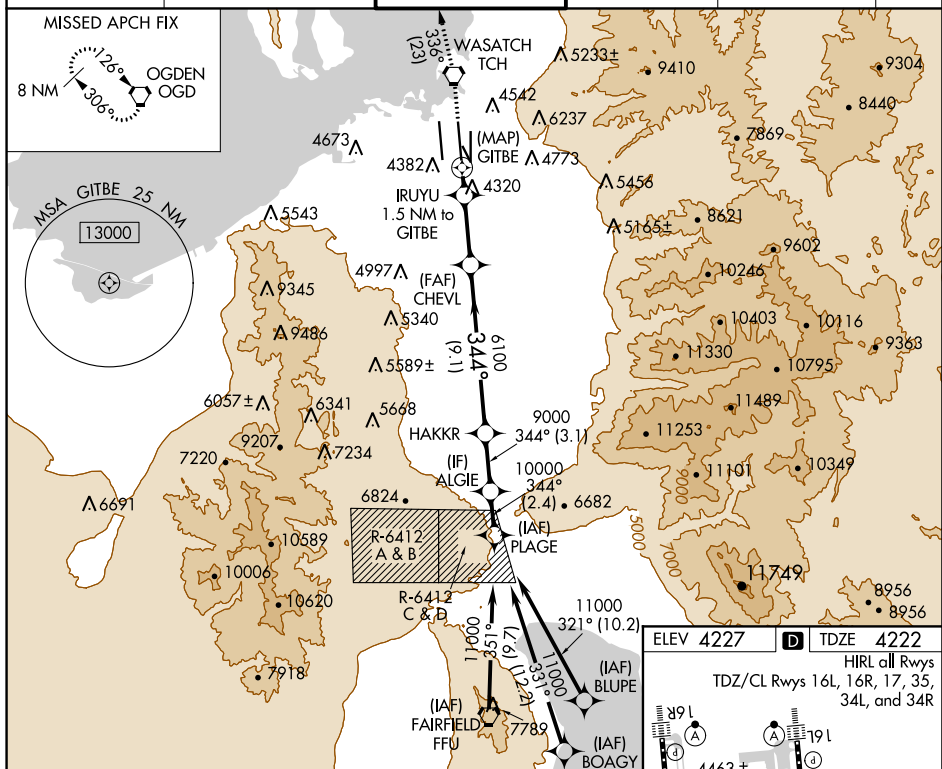 MISSED APCH FIX
126°
306°
8 NM
OGDEN
OGD
336°
(23)
WASATCH
TCH
5233±
9410
9304
4542
8440
6237
(MAP)
GITBE
7869
4673
4382
4773
4320
5456
IRUYU
1.5 NM to
GITBE
MSA GITBE 25 NM
13000
5543
5165±
8621
9602
4997
(FAF)
CHEVL
10246
9345
5340
10403
10116
9486
6100
344°
(9.1)
9363
11330
5589±
10795
6057±
6341
5668
11489
HAKKR
9000
344° (3.1)
11253
9207
7234
7220
(IF)
ALGIE
10000
344°
(2.4)
11101
10349
6691
6824
6682
(IAF)
PLAGE
R-6412
A & B
5000
10589
7000
10006
11749
10620
R-6412
C & D
8956
8956
11000
321° (10.2)
11000
351°
(9.7)
11000
331°
(12.2)
7918
(IAF)
BLUPE
(IAF)
FAIRFIELD
FFU
7789
(IAF)
BOAGY
ELEV 4227
D
TDZE 4222
HIRL all Rwys
TDZ/CL Rwys 16L, 16R, 17, 35,
34L, and 34R
16R
A
A
16L
P
P
4463±